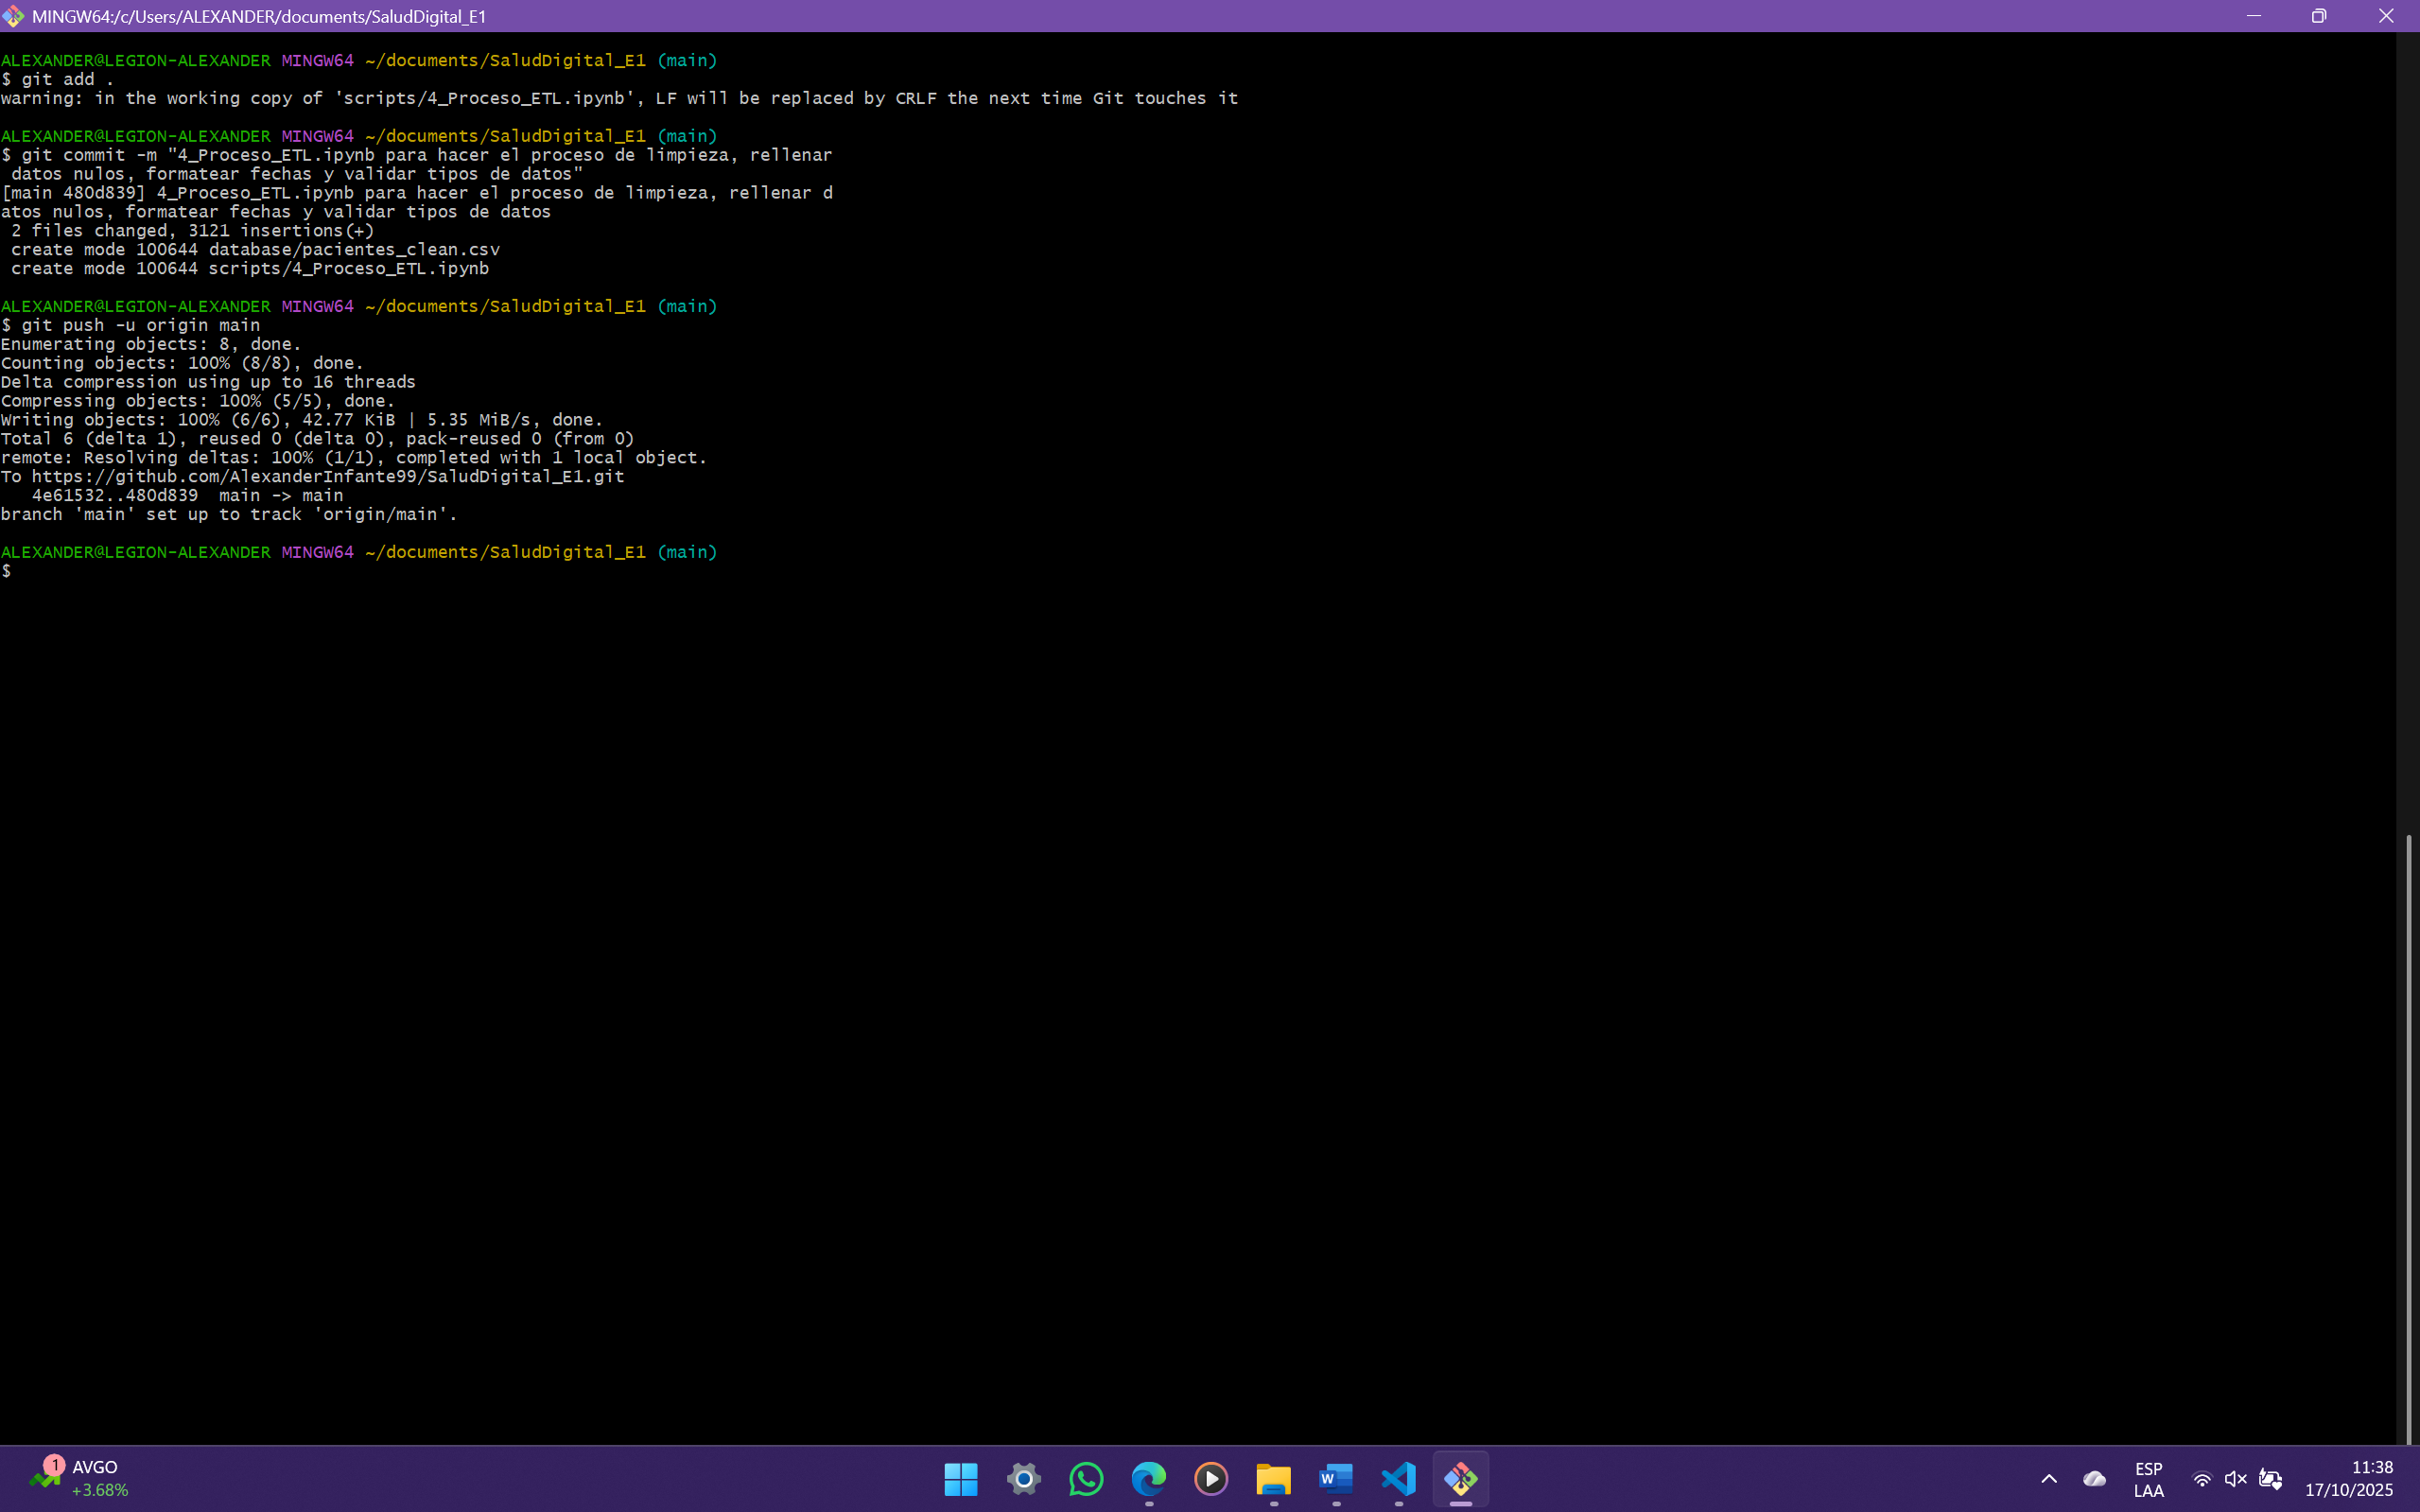 MINGW64:/c/Users/ALEXANDER/documents/SaludDigital_E1
ALEXANDER@LEGION-ALEXANDER MINGW64 ~/documents/SaludDigital_E1 (main)
$ git add .
warning: in the working copy of 'scripts/4_Proceso_ETL.ipynb', LF will be replaced by CRLF the next time Git touches it
ALEXANDER@LEGION-ALEXANDER MINGW64 ~/documents/SaludDigital_E1 (main)
$ git commit -m "4_Proceso_ETL.ipynb para hacer el proceso de limpieza, rellenar
datos nulos, formatear fechas y validar tipos de datos"
[main 480d839] 4_Proceso_ETL.ipynb para hacer el proceso de limpieza, rellenar d
atos nulos, formatear fechas y validar tipos de datos
2 files changed, 3121 insertions(+)
create mode 100644 database/pacientes_clean.csv
create mode 100644 scripts/4_Proceso_ETL.ipynb
ALEXANDER@LEGION-ALEXANDER MINGW64 ~/documents/SaludDigital_E1 (main)
$ git push -u origin main
Enumerating objects: 8, done.
Counting objects: 100% (8/8), done.
Delta compression using up to 16 threads
Compressing objects: 100% (5/5), done.
Writing objects: 100% (6/6), 42.77 KiB | 5.35 MiB/s, done.
Total 6 (delta 1), reused 0 (delta 0), pack-reused 0 (from 0)
remote: Resolving deltas: 100% (1/1), completed with 1 local object.
To https://github.com/AlexanderInfante99/SaludDigital_E1.git
4e61532..480d839  main -> main
branch 'main' set up to track 'origin/main'.
ALEXANDER@LEGION-ALEXANDER MINGW64 ~/documents/SaludDigital_E1 (main)
$
1
AVGO
+3.68%
W
ESP
LAA
11:38
17/10/2025